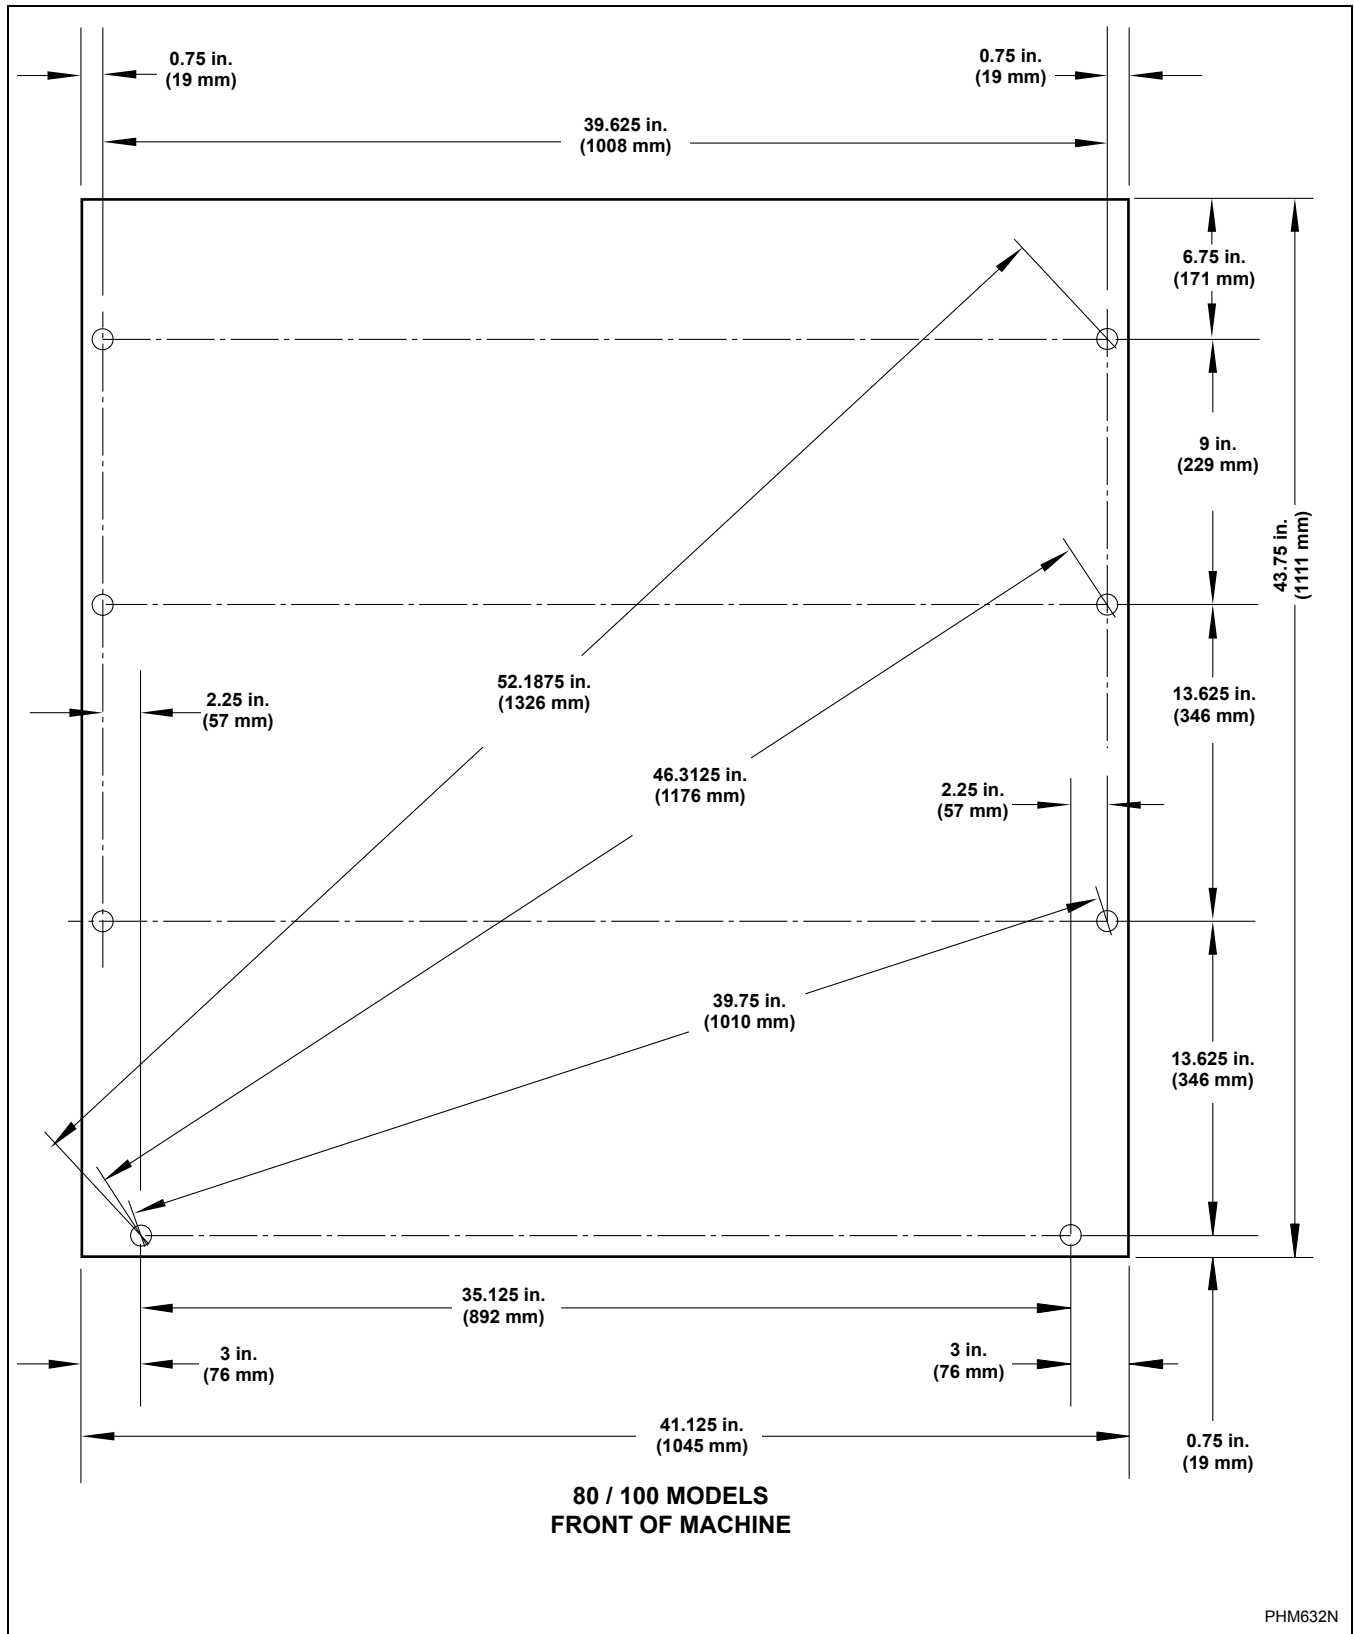 0.75 in.
(19 mm)
0.75 in.
(19 mm)
39.625 in.
(1008 mm)
6.75 in.
(171 mm)
9 in.
(229 mm)
43.75 in.
(1111 mm)
52.1875 in.
(1326 mm)
2.25 in.
(57 mm)
13.625 in.
(346 mm)
46.3125 in.
(1176 mm)
2.25 in.
(57 mm)
39.75 in.
(1010 mm)
13.625 in.
(346 mm)
35.125 in.
(892 mm)
3 in.
(76 mm)
3 in.
(76 mm)
41.125 in.
(1045 mm)
0.75 in.
(19 mm)
80 / 100 MODELS
FRONT OF MACHINE
PHM632N